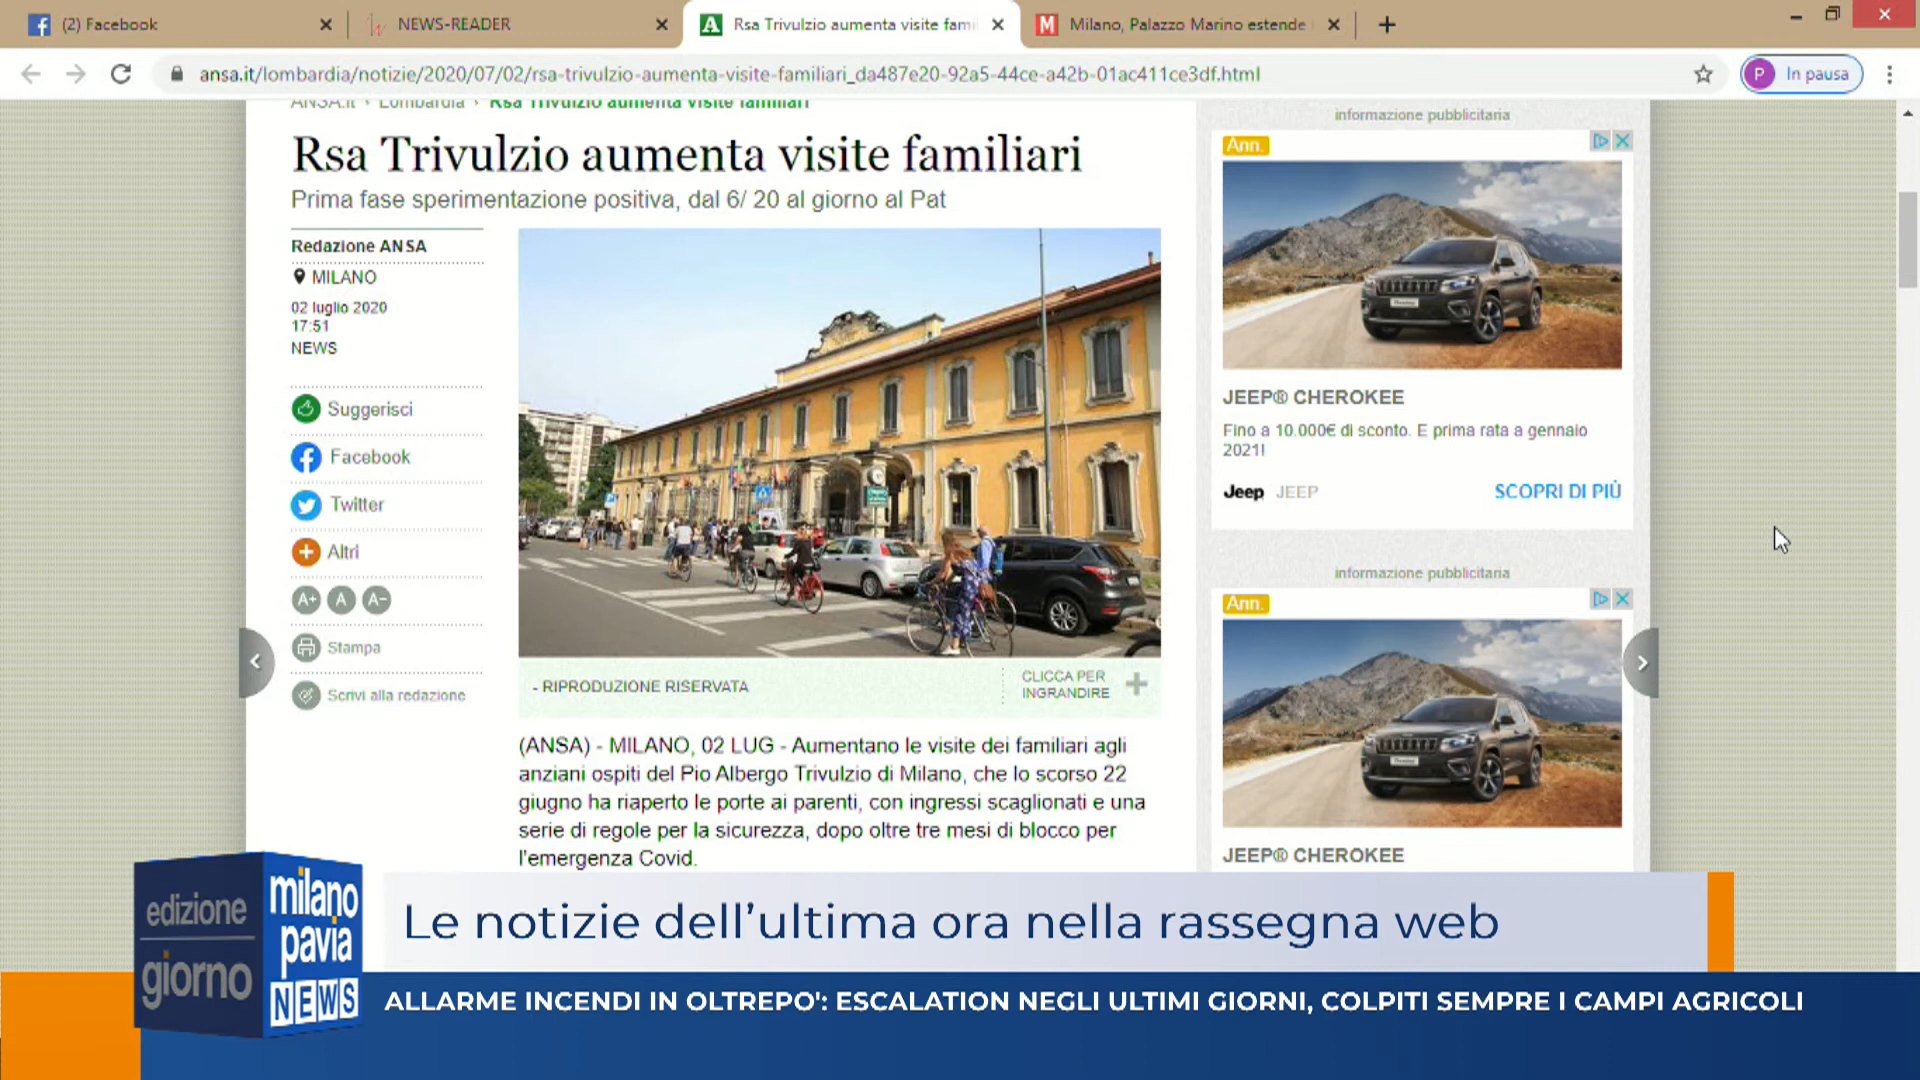 (2) Facebook
NEWS-READER
Rsa Trivulzio aumenta visite fami
Milano, Palazzo Marino estende
ansa.it/lombardia/notizie/2020/07/02/rsa-trivulzio-aumenta-visite-familiari_da487e20-92a5-44ce-a42b-01ac411ce3df.html
P In pausa
ANSA.it › Lombardia › Rsa Trivulzio aumenta visite familiari
Rsa Trivulzio aumenta visite familiari
Prima fase sperimentazione positiva, dal 6/ 20 al giorno al Pat
Redazione ANSA
MILANO
02 luglio 2020
17:51
NEWS
Suggerisci
Facebook
Twitter
Altri
A+ A A-
Stampa
Scrivi alla redazione
- RIPRODUZIONE RISERVATA
CLICCA PER
INGRANDIRE
(ANSA) - MILANO, 02 LUG - Aumentano le visite dei familiari agli
anziani ospiti del Pio Albergo Trivulzio di Milano, che lo scorso 22
giugno ha riaperto le porte ai parenti, con ingressi scaglionati e una
serie di regole per la sicurezza, dopo oltre tre mesi di blocco per
l'emergenza Covid.
informazione pubblicitaria
Ann.
JEEP® CHEROKEE
Fino a 10.000€ di sconto. E prima rata a gennaio
2021!
Jeep JEEP
SCOPRI DI PIÙ
informazione pubblicitaria
Ann.
JEEP® CHEROKEE
edizione
giorno
milano
pavia
NEWS
Le notizie dell'ultima ora nella rassegna web
ALLARME INCENDI IN OLTREPO': ESCALATION NEGLI ULTIMI GIORNI, COLPITI SEMPRE I CAMPI AGRICOLI